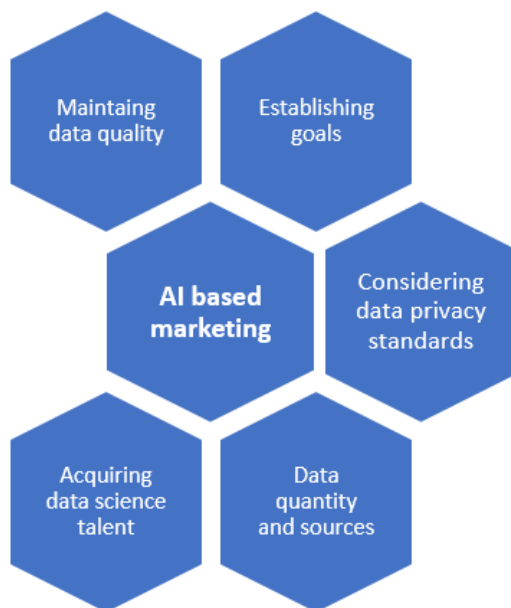 Maintaing
data quality
Establishing
goals
AI based
marketing
Considering
data privacy
standards
Acquiring
data science
talent
Data
quantity
and sources